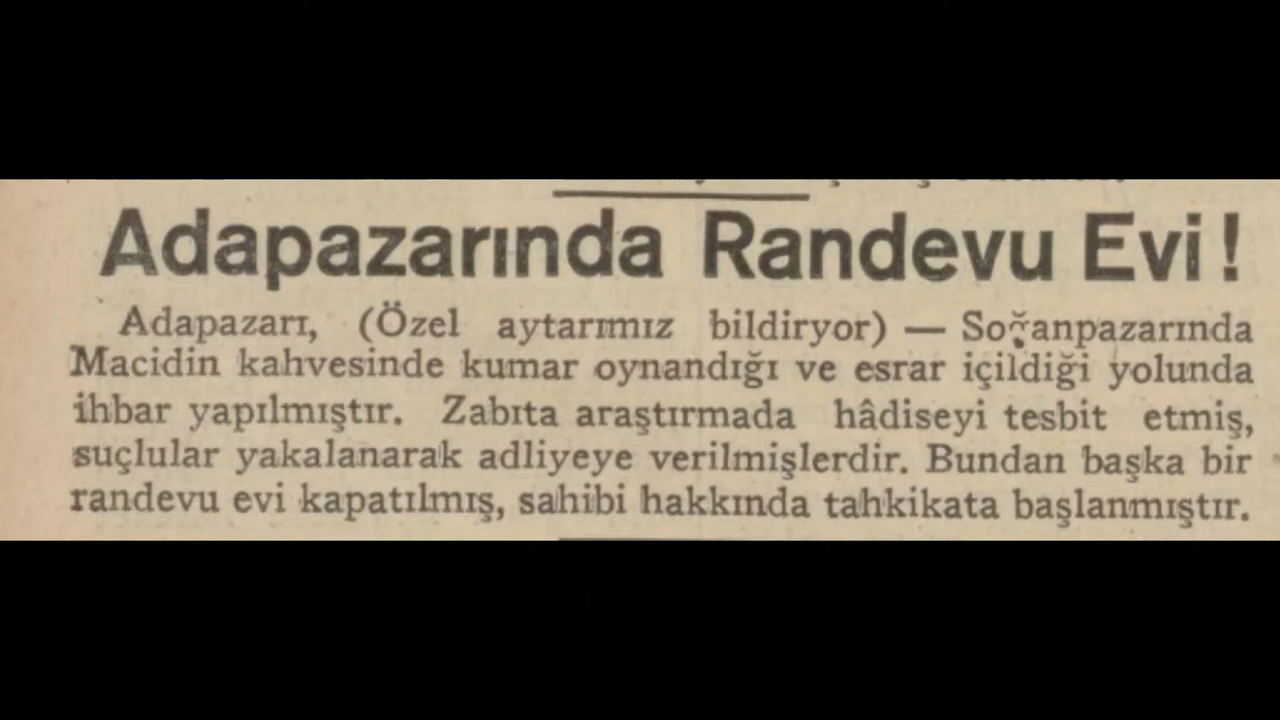 Adapazarında Randevu Evi!
Adapazarı, (Özel aytarımız bildiryor) — Soğanpazarında
Macidin kahvesinde kumar oynandığı ve esrar içildiği yolunda
ihbar yapılmıştır. Zabıta araştırmada hâdiseyi tesbit etmiş,
suçlular yakalanarak adliyeye verilmişlerdir. Bundan başka bir
randevu evi kapatılmış, sahibi hakkında tahkikata başlanmıştır.